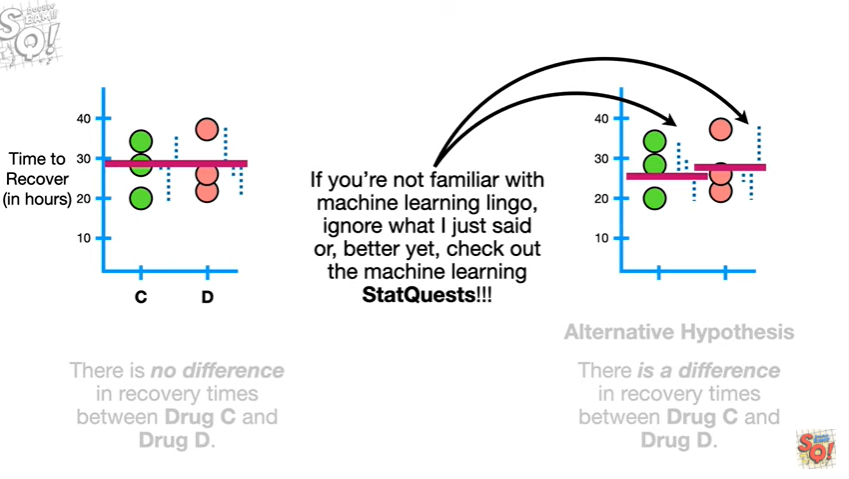 40
30
20
10
Time to
Recover
(in hours)
C
D
There is no difference
in recovery times
between Drug C and
Drug D.
If you’re not familiar with
machine learning lingo,
ignore what I just said
or, better yet, check out
the machine learning
StatQuests!!!
40
30
20
10
Alternative Hypothesis
There is a difference
in recovery times
between Drug C and
Drug D.
SQ!